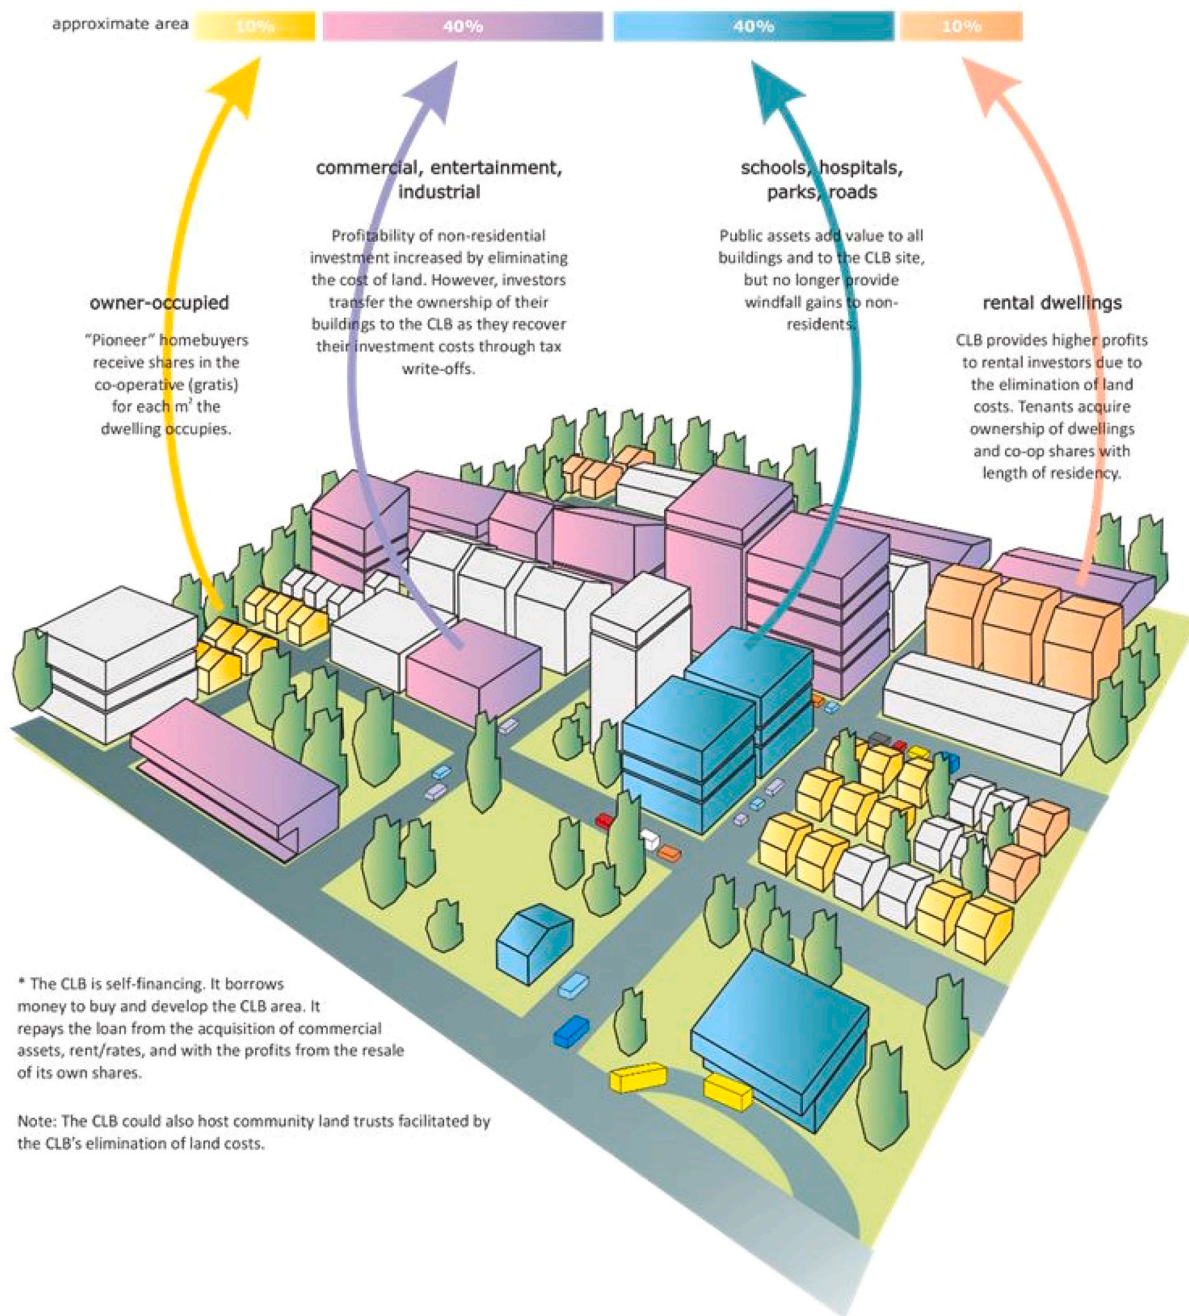 approximate area 10% 40% 40% 10%
commercial, entertainment,
industrial
Profitability of non-residential
investment increased by eliminating
the cost of land. However, investors
transfer the ownership of their
buildings to the CLB as they recover
their investment costs through tax
write-offs.
schools, hospitals,
parks, roads
Public assets add value to all
buildings and to the CLB site,
but no longer provide
windfall gains to non-
residents.
owner-occupied
“Pioneer” homebuyers
receive shares in the
co-operative (gratis)
for each m² the
dwelling occupies.
rental dwellings
CLB provides higher profits
to rental investors due to
the elimination of land
costs. Tenants acquire
ownership of dwellings
and co-op shares with
length of residency.
* The CLB is self-financing. It borrows
money to buy and develop the CLB area. It
repays the loan from the acquisition of commercial
assets, rent/rates, and with the profits from the resale
of its own shares.
Note: The CLB could also host community land trusts facilitated by
the CLB’s elimination of land costs.